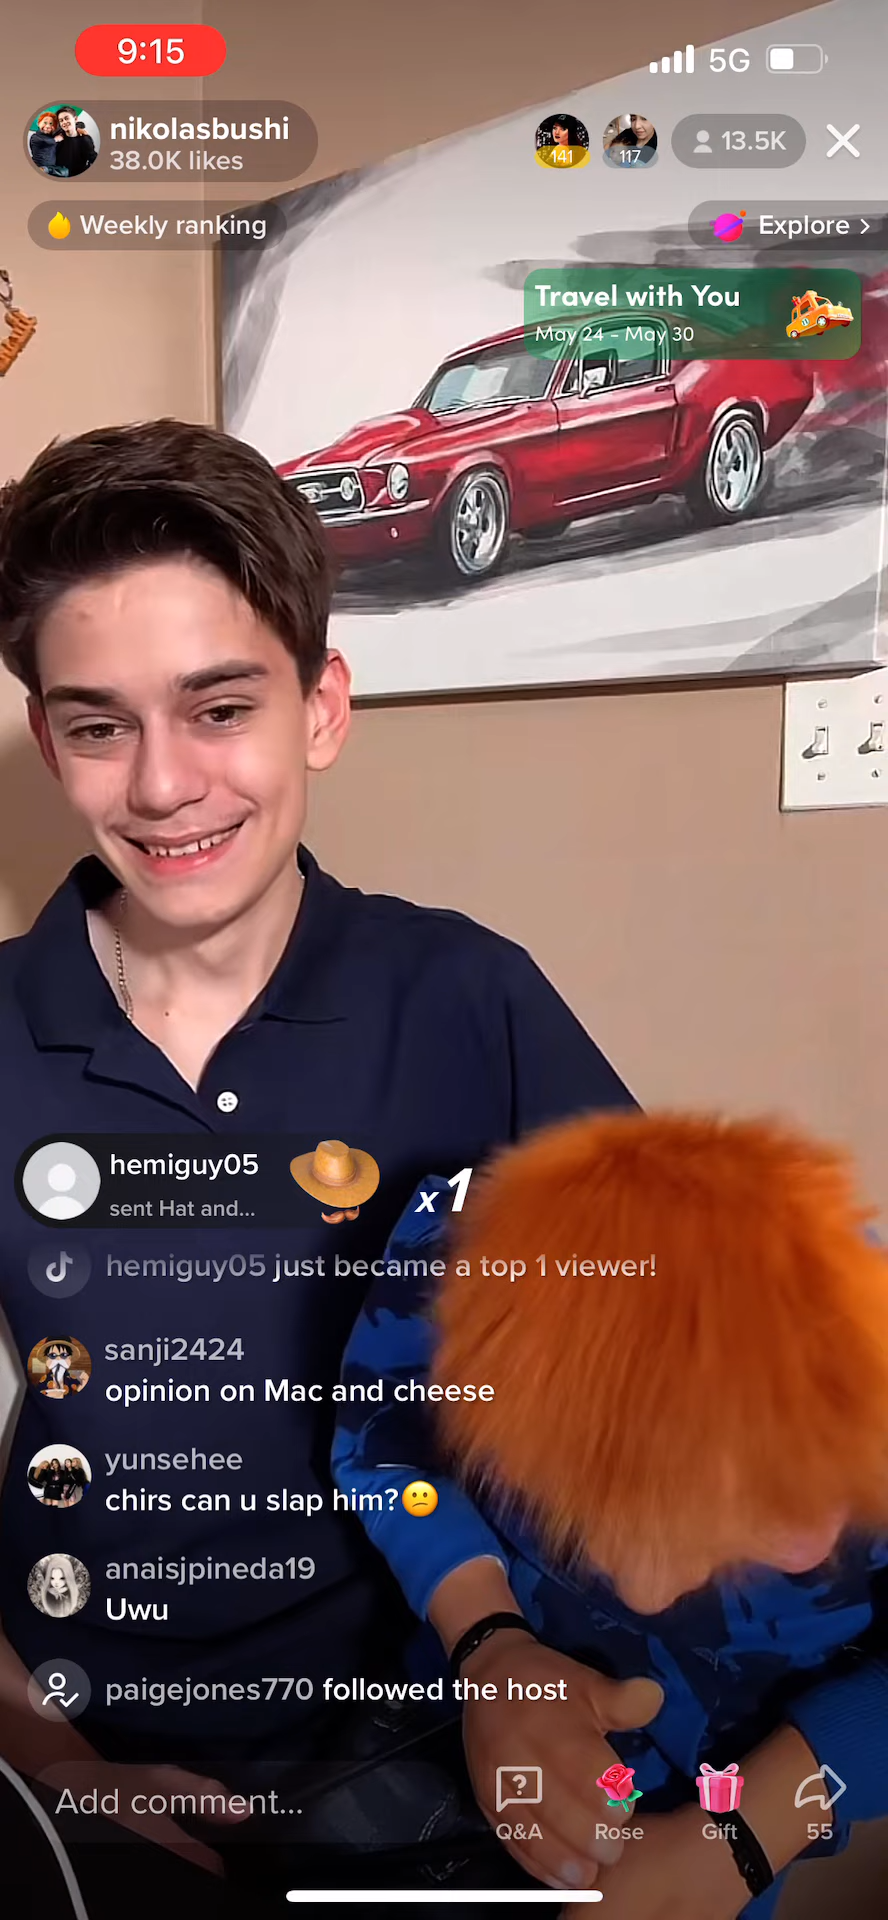 9:15
5G
nikolasbushi
38.0K likes
141
117
13.5K
Weekly ranking
Explore >
Travel with You
May 24 - May 30
hemiguy05
sent Hat and...
x1
hemiguy05 just became a top 1 viewer!
sanji2424
opinion on Mac and cheese
yunsehee
chirs can u slap him?😕
anaisjpineda19
Uwu
paigejones770 followed the host
Add comment...
Q&A
Rose
Gift
55